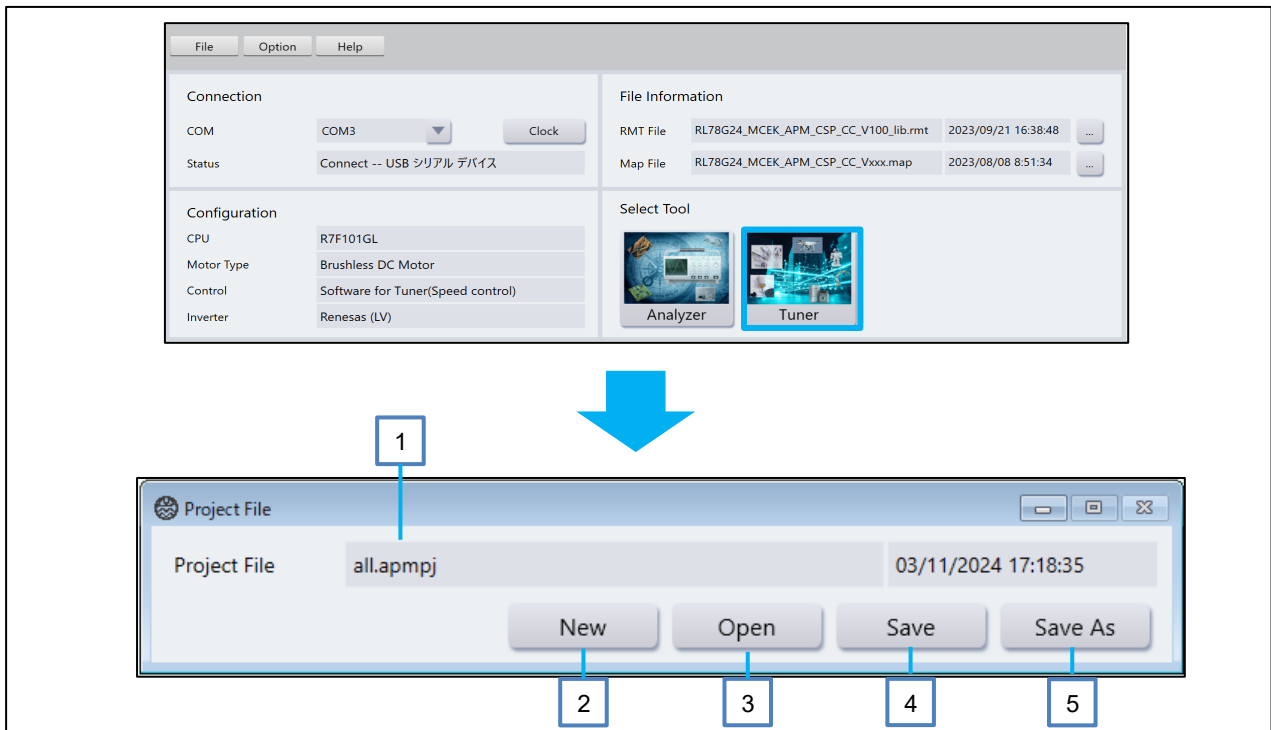 File Option Help
Connection
COM COM3 Clock
Status Connect -- USB シリアル デバイス
File Information
RMT File RL78G24_MCEK_APM_CSP_CC_V100_lib.rmt 2023/09/21 16:38:48 ...
Map File RL78G24_MCEK_APM_CSP_CC_Vxxx.map 2023/08/08 8:51:34 ...
Configuration
CPU R7F101GL
Motor Type Brushless DC Motor
Control Software for Tuner(Speed control)
Inverter Renesas (LV)
Select Tool
Analyzer Tuner
1
Project File
Project File all.apmpj 03/11/2024 17:18:35
New Open Save Save As
2 3 4 5